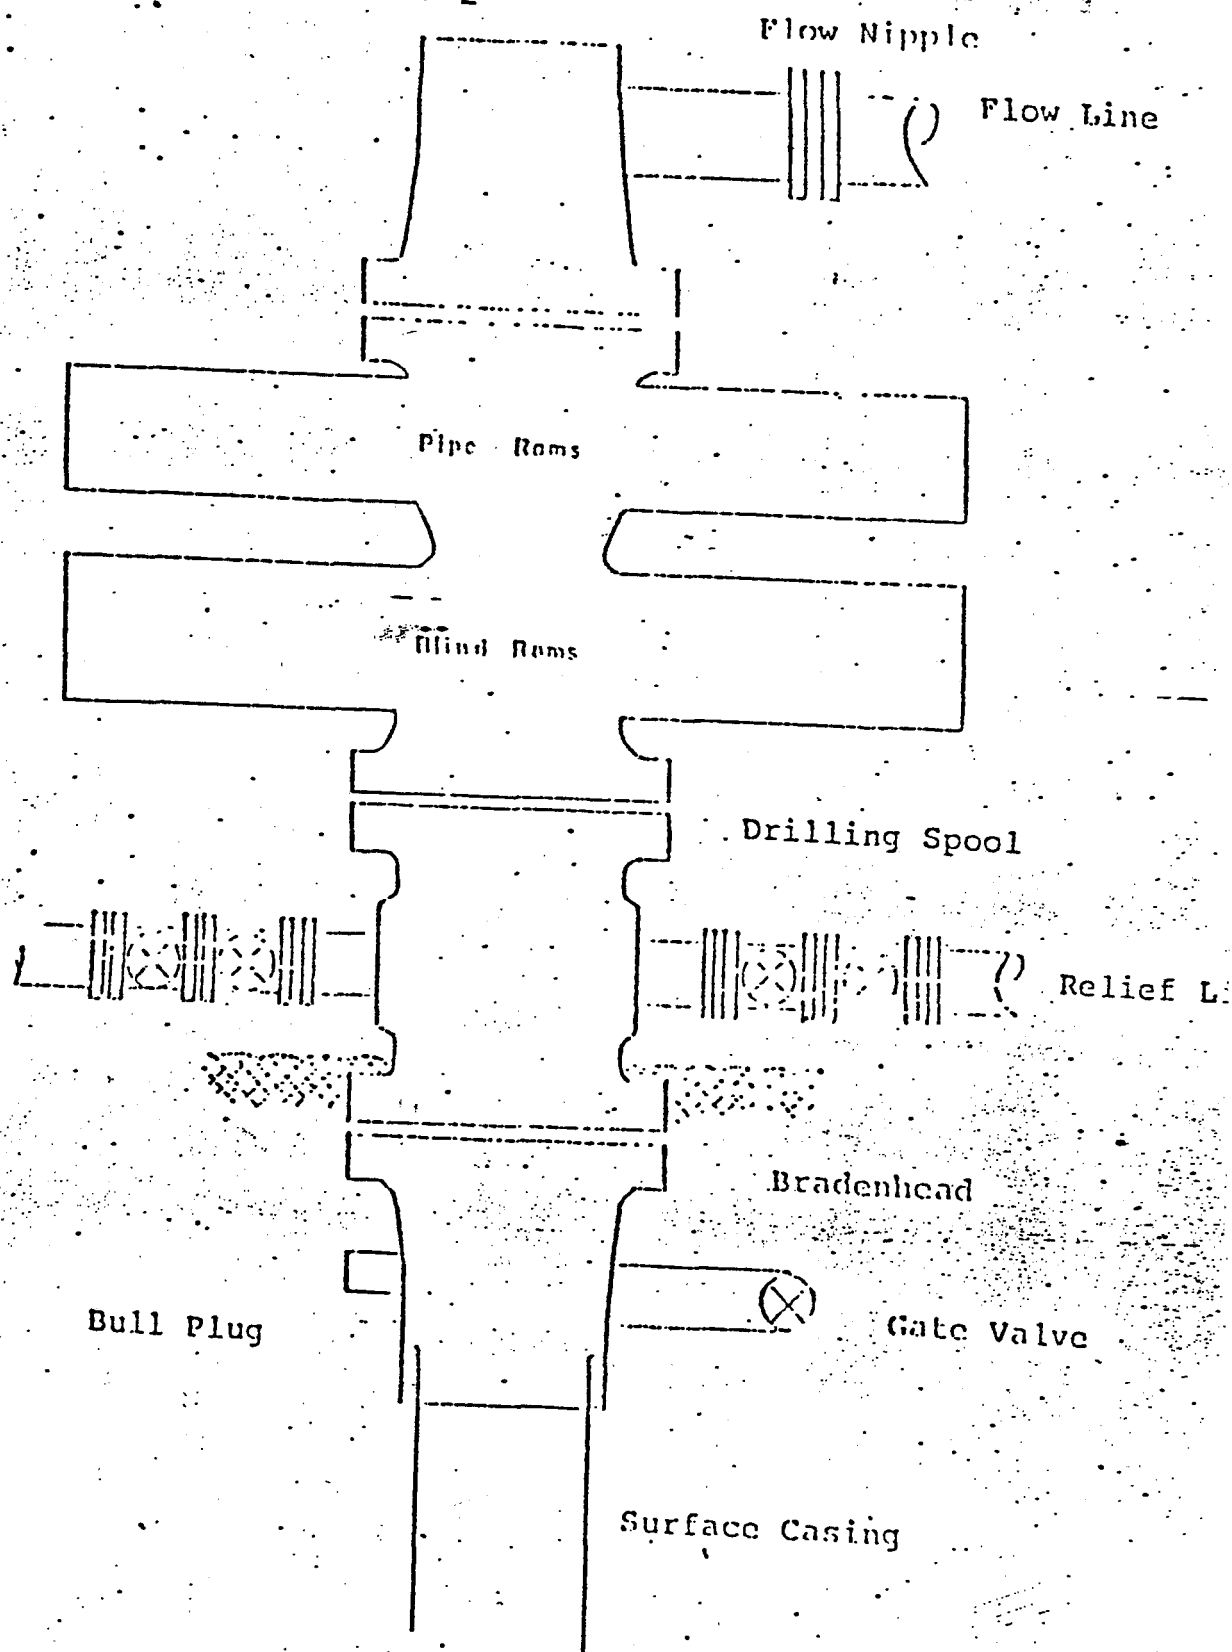 Flow Nipple
Flow Line
Pipe Rams
Blind Rams
Drilling Spool
Relief
Bradenhead
Bull Plug
Gate Valve
Surface Casing